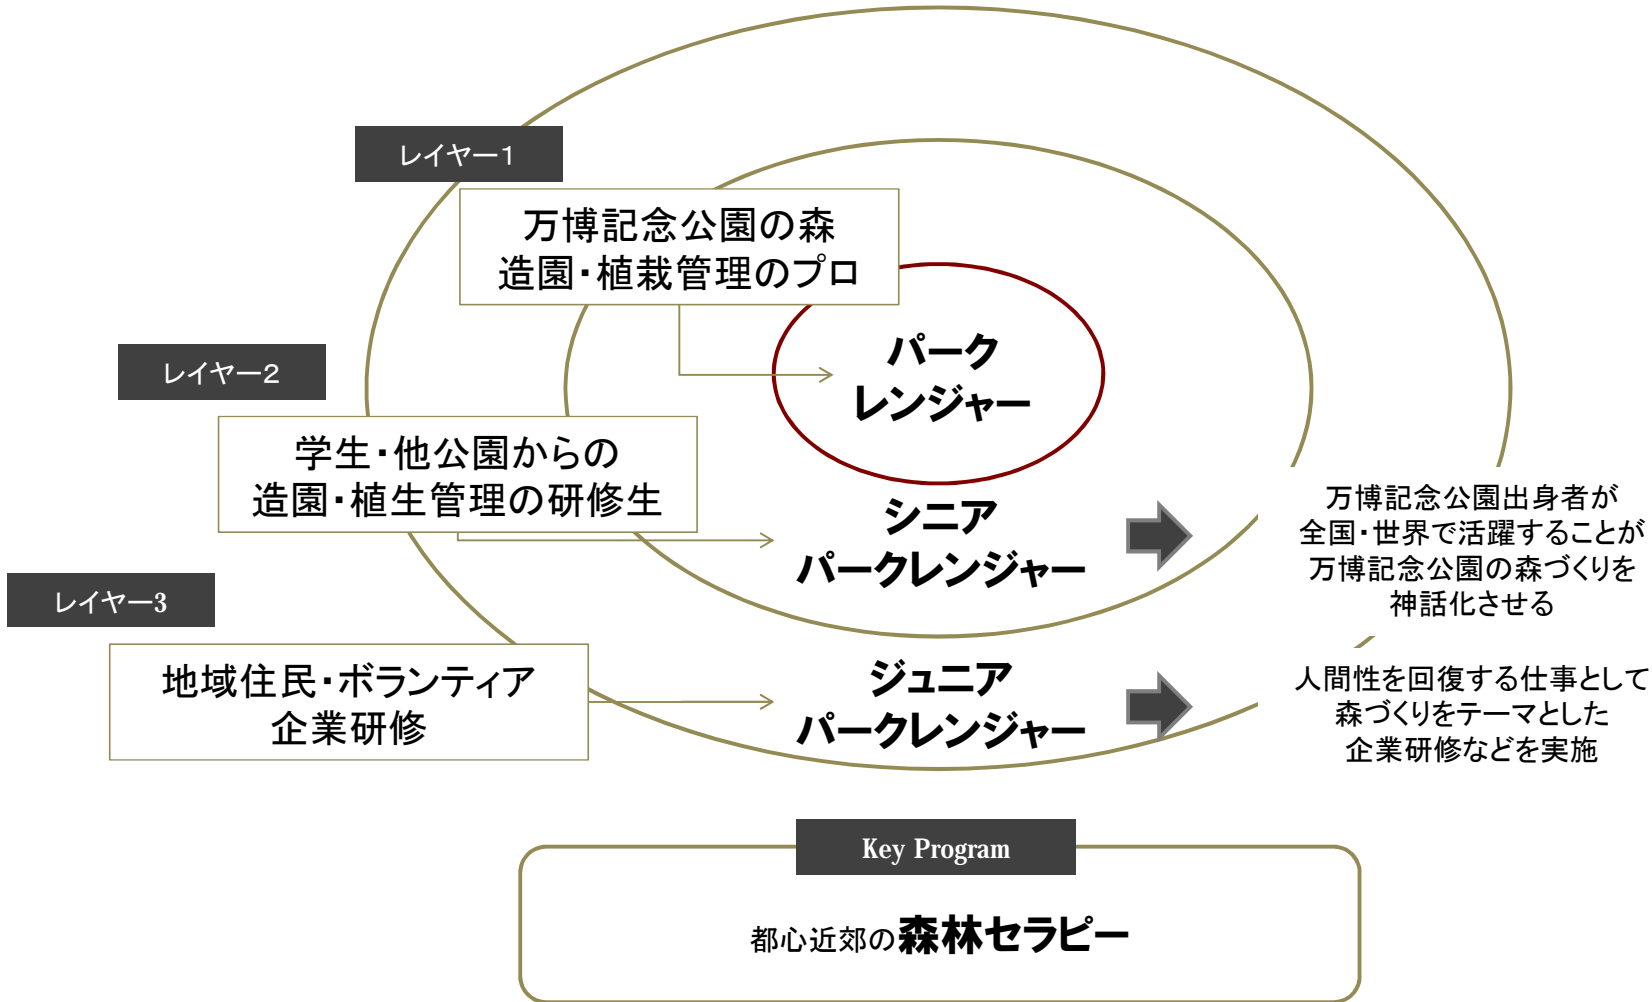 レイヤー１
万博記念公園の森
造園・植栽管理のプロ
パーク
レンジャー
レイヤー２
学生・他公園からの
造園・植生管理の研修生
シニア
パークレンジャー
万博記念公園出身者が
全国・世界で活躍することが
万博記念公園の森づくりを
神話化させる
レイヤー3
地域住民・ボランティア
企業研修
ジュニア
パークレンジャー
人間性を回復する仕事として
森づくりをテーマとした
企業研修などを実施
Key Program
都心近郊の森林セラピー